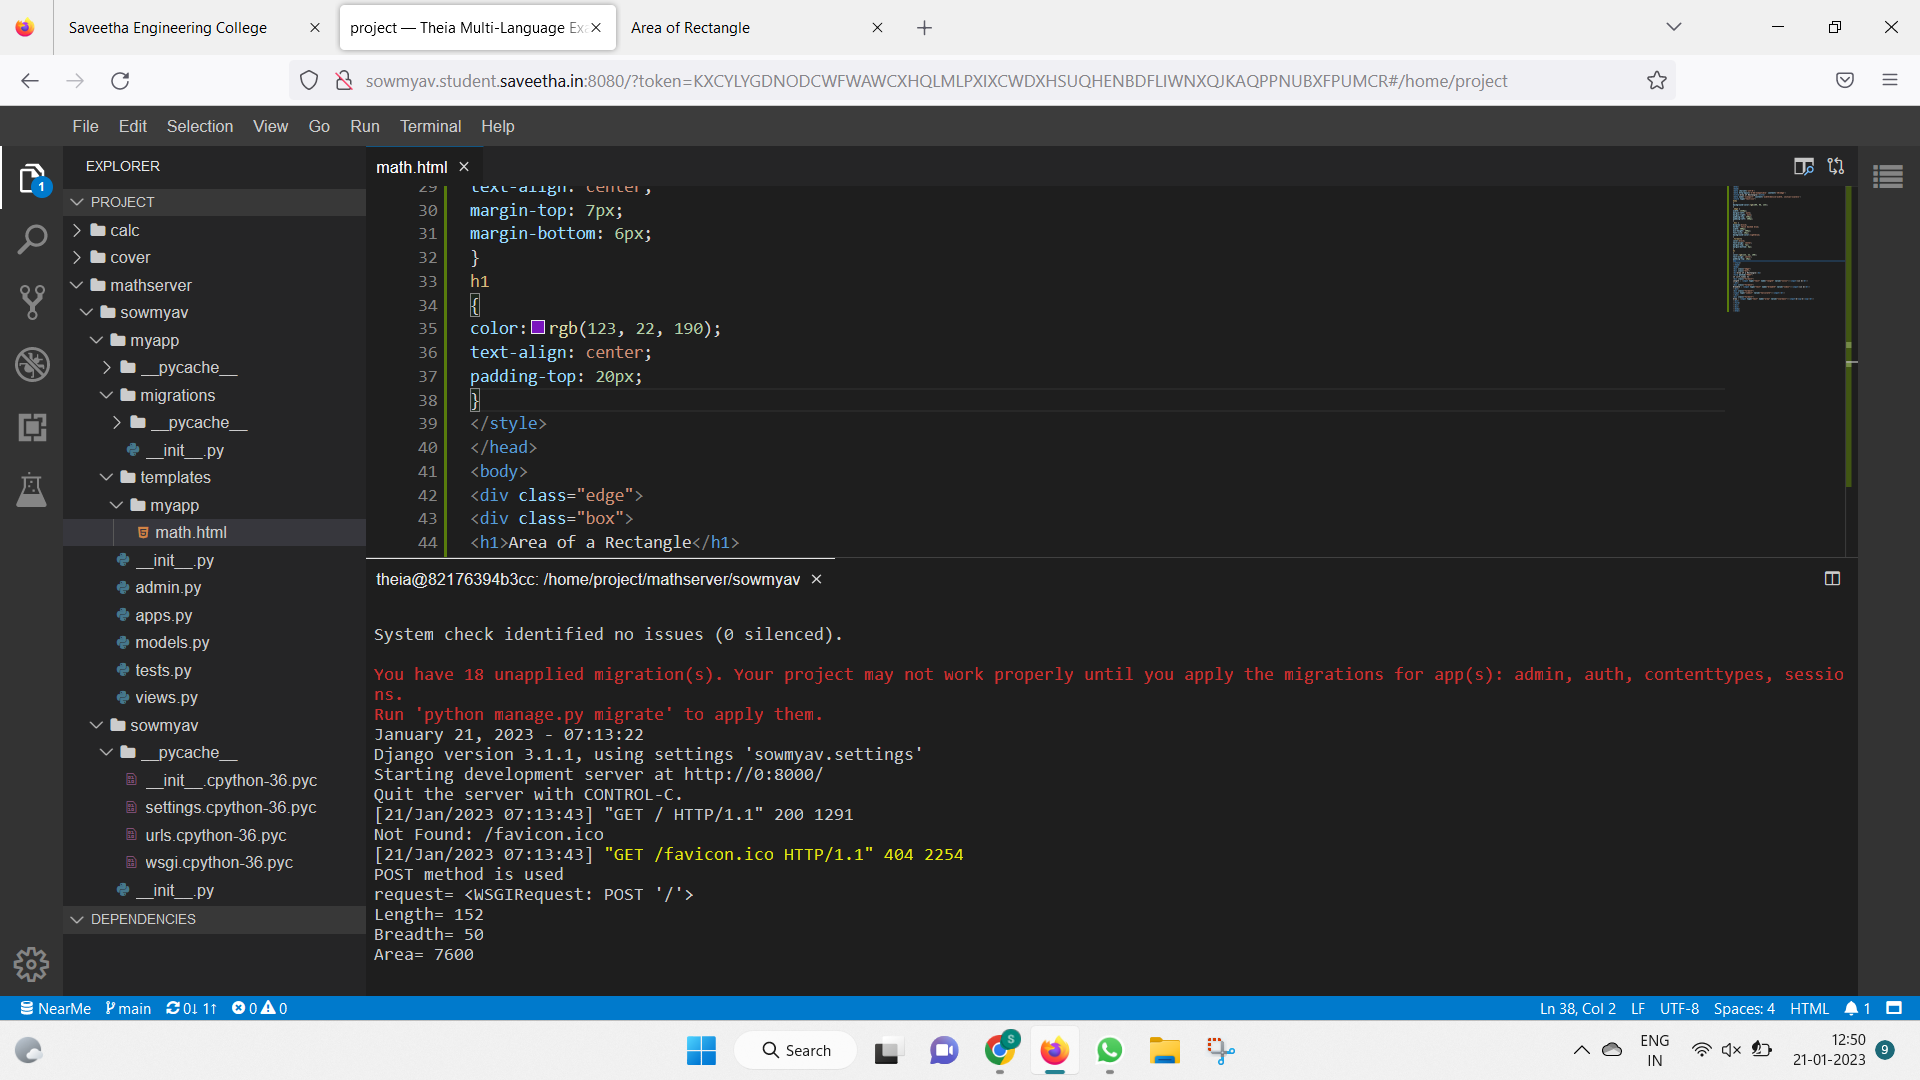 Saveetha Engineering College
project — Theia Multi-Language Exa
Area of Rectangle
sowmyav.student.saveetha.in:8080/?token=KXCYLYGDNODCWFWAWCXHQLMLPXIXCWDXHSUQHENBDFLIWNXQJKAQPPNUBXFPUMCR#/home/project
File Edit Selection View Go Run Terminal Help
1
EXPLORER
PROJECT
calc
cover
mathserver
sowmyav
myapp
__pycache__
migrations
__pycache__
__init__.py
templates
myapp
math.html
__init__.py
admin.py
apps.py
models.py
tests.py
views.py
sowmyav
__pycache__
__init__.cpython-36.pyc
settings.cpython-36.pyc
urls.cpython-36.pyc
wsgi.cpython-36.pyc
__init__.py
DEPENDENCIES
math.html
29 text-align: center;
30 margin-top: 7px;
31 margin-bottom: 6px;
32 }
33 h1
34 {
35 color: rgb(123, 22, 190);
36 text-align: center;
37 padding-top: 20px;
38 }
39 </style>
40 </head>
41 <body>
42 <div class="edge">
43 <div class="box">
44 <h1>Area of a Rectangle</h1>
theia@82176394b3cc: /home/project/mathserver/sowmyav
System check identified no issues (0 silenced).
You have 18 unapplied migration(s). Your project may not work properly until you apply the migrations for app(s): admin, auth, contenttypes, sessio
ns.
Run 'python manage.py migrate' to apply them.
January 21, 2023 - 07:13:22
Django version 3.1.1, using settings 'sowmyav.settings'
Starting development server at http://0:8000/
Quit the server with CONTROL-C.
[21/Jan/2023 07:13:43] "GET / HTTP/1.1" 200 1291
Not Found: /favicon.ico
[21/Jan/2023 07:13:43] "GET /favicon.ico HTTP/1.1" 404 2254
POST method is used
request= <WSGIRequest: POST '/'>
Length= 152
Breadth= 50
Area= 7600
NearMe main 0↓ 1↑ 0 0
Ln 38, Col 2 LF UTF-8 Spaces: 4 HTML 1
Search
S
ENG
IN
12:50
21-01-2023
9